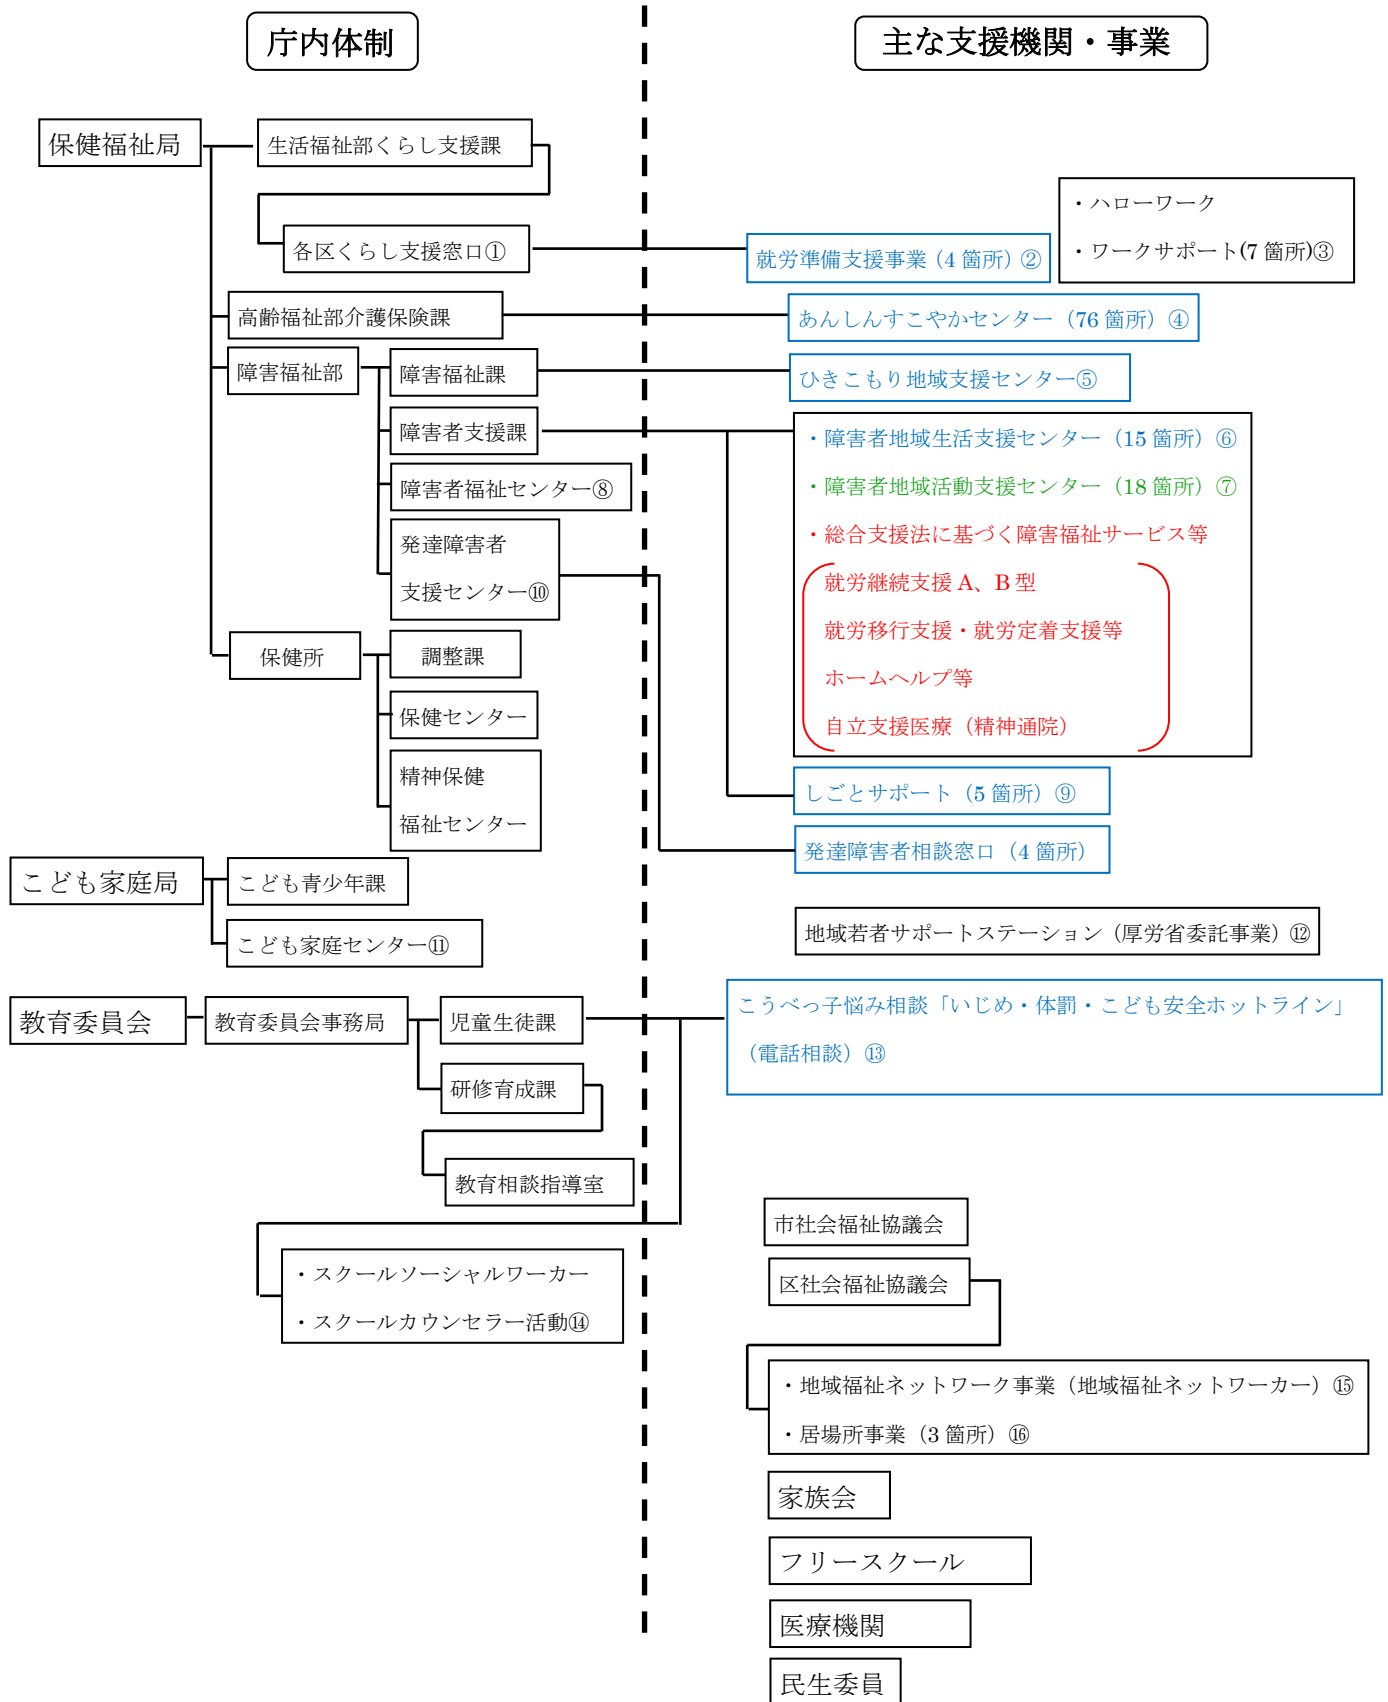 庁内体制
主な支援機関・事業
保健福祉局
生活福祉部くらし支援課
・ハローワーク
・ワークサポート(7 箇所)③
各区くらし支援窓口①
就労準備支援事業（4 箇所）②
高齢福祉部介護保険課
あんしんすこやかセンター（76 箇所）④
障害福祉部
障害福祉課
ひきこもり地域支援センター⑤
障害者支援課
・障害者地域生活支援センター（15 箇所）⑥
・障害者地域活動支援センター（18 箇所）⑦
・総合支援法に基づく障害福祉サービス等
就労継続支援 A、B 型
就労移行支援・就労定着支援等
ホームヘルプ等
自立支援医療（精神通院）
障害者福祉センター⑧
発達障害者
支援センター⑩
保健所
調整課
保健センター
精神保健
福祉センター
しごとサポート（5 箇所）⑨
発達障害者相談窓口（4 箇所）
こども家庭局
こども青少年課
こども家庭センター⑪
地域若者サポートステーション（厚労省委託事業）⑫
教育委員会
教育委員会事務局
児童生徒課
こうべっ子悩み相談「いじめ・体罰・こども安全ホットライン」
（電話相談）⑬
研修育成課
教育相談指導室
・スクールソーシャルワーカー
・スクールカウンセラー活動⑭
市社会福祉協議会
区社会福祉協議会
・地域福祉ネットワーク事業（地域福祉ネットワーカー）⑮
・居場所事業（3 箇所）⑯
家族会
フリースクール
医療機関
民生委員